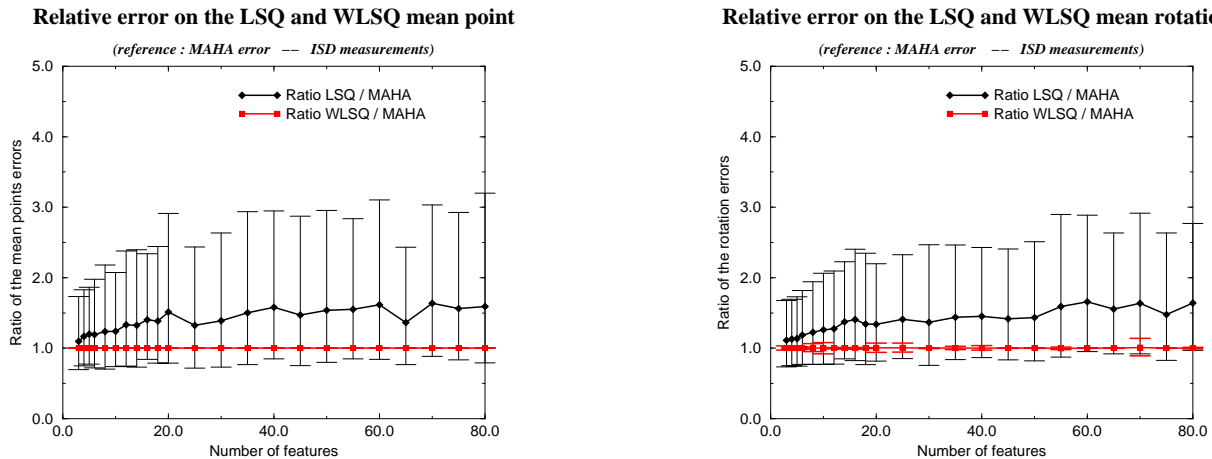 Relative error on the LSQ and WLSQ mean point
(reference : MAHA error −− ISD measurements)
5.0
4.0
3.0
2.0
1.0
0.0
Ratio of the mean points errors
Ratio LSQ / MAHA
Ratio WLSQ / MAHA
0.0 20.0 40.0 60.0 80.0
Number of features
Relative error on the LSQ and WLSQ mean rotati
(reference : MAHA error −− ISD measurements)
5.0
4.0
3.0
2.0
1.0
0.0
Ratio of the rotation errors
Ratio LSQ / MAHA
Ratio WLSQ / MAHA
0.0 20.0 40.0 60.0 80.0
Number of features